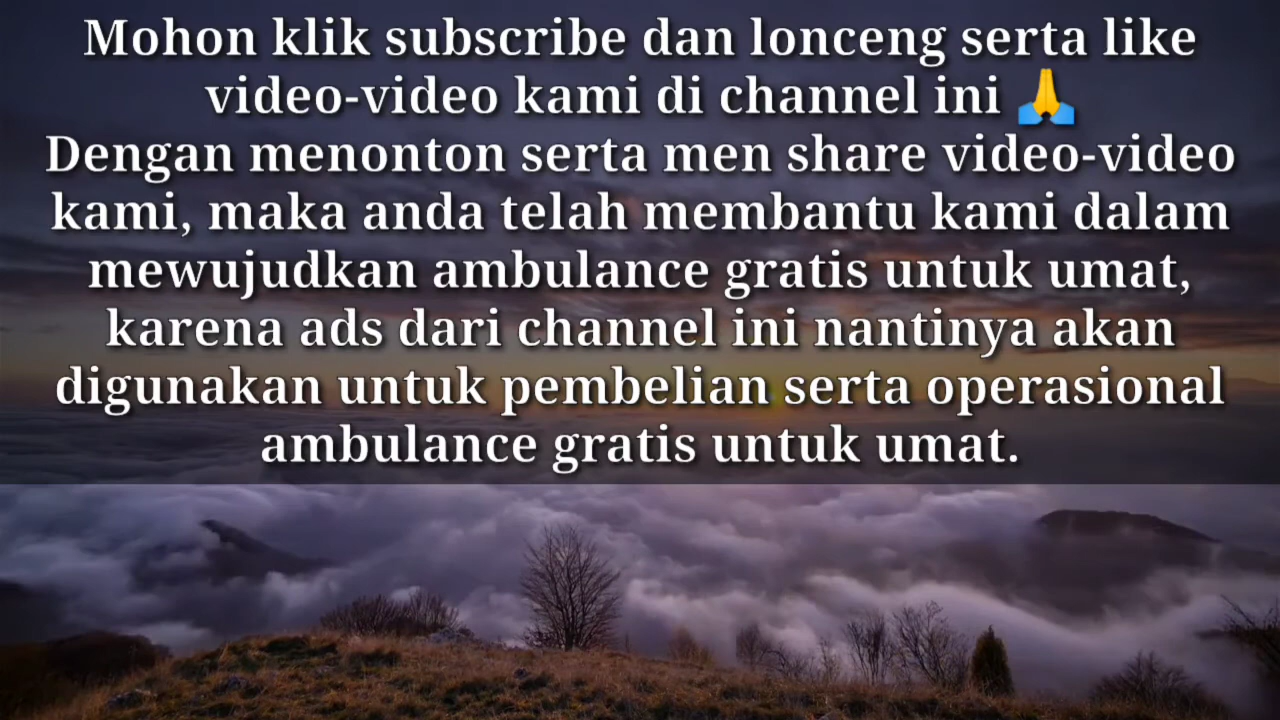 Mohon klik subscribe dan lonceng serta like
video-video kami di channel ini 🙏
Dengan menonton serta men share video-video
kami, maka anda telah membantu kami dalam
mewujudkan ambulance gratis untuk umat,
karena ads dari channel ini nantinya akan
digunakan untuk pembelian serta operasional
ambulance gratis untuk umat.